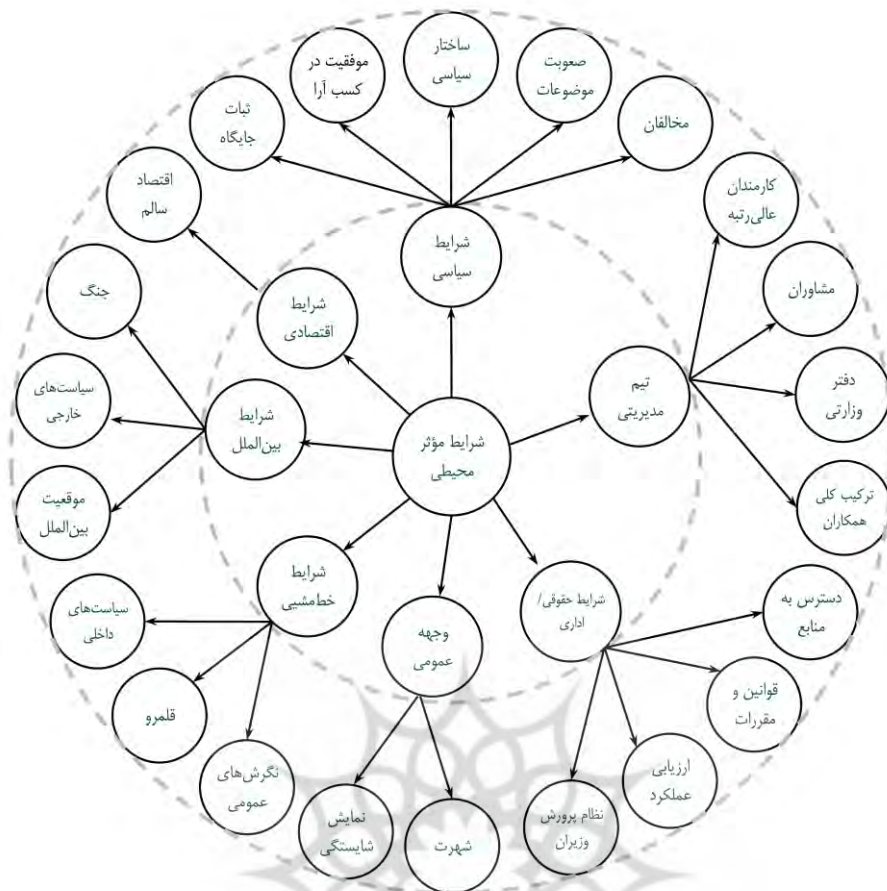 ساختار
سیاسی
صعوبت
موضوعات
موفقیت در
کسب آرا
مخالفان
ثبات
جایگاه
کارمندان
عالی‌رتبه
اقتصاد
سالم
شرایط
سیاسی
مشاوران
جنگ
شرایط
اقتصادی
دفتر
وزارتی
تیم
مدیریتی
سیاست‌های
خارجی
شرایط
بین‌الملل
شرایط مؤثر
محیطی
ترکیب کلی
همکاران
موقعیت
بین‌الملل
شرایط
خط‌مشیی
دسترس به
منابع
شرایط حقوقی/
اداری
سیاست‌های
داخلی
وجهه
عمومی
قوانین و
مقررات
قلمرو
ارزیابی
عملکرد
نگرش‌های
عمومی
نظام پرورش
وزیران
نمایش
شایستگی
شهرت